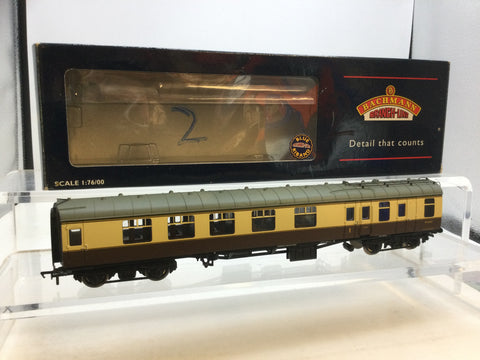 2
BACHMANN
BRANCH-LINE
Detail that counts
BLUE
RIBAND
SCALE 1:76/00